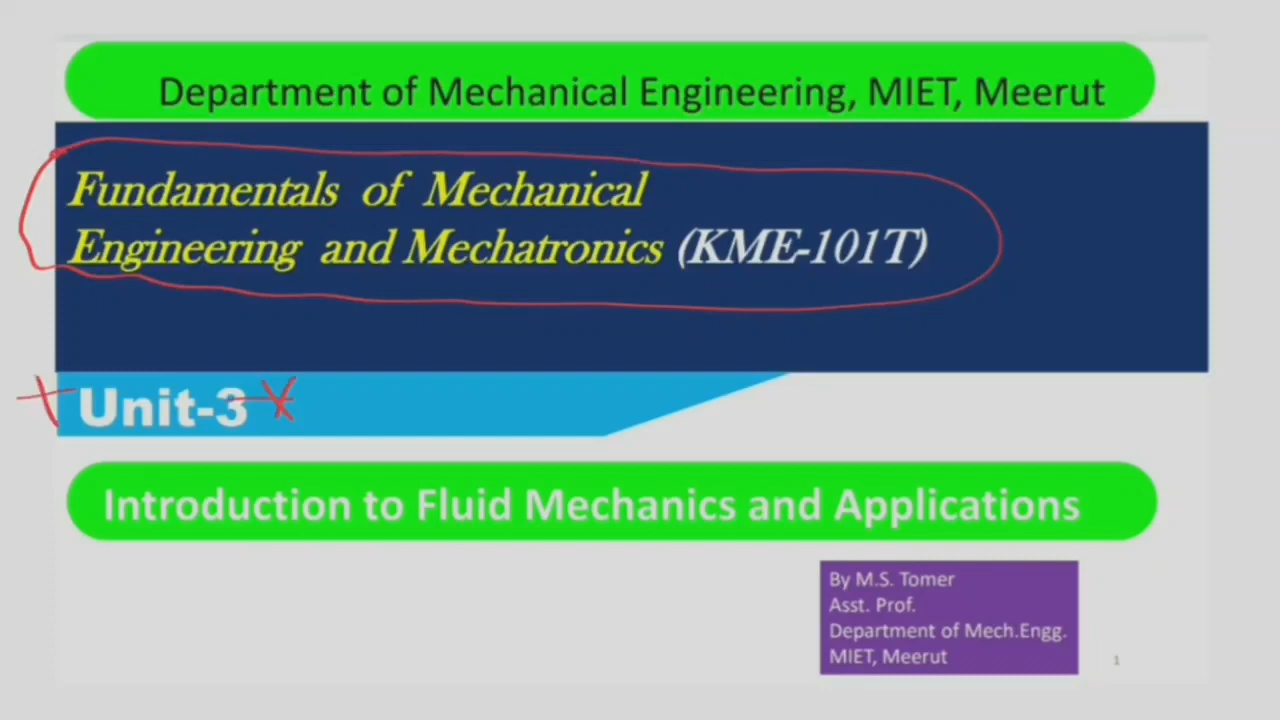 Department of Mechanical Engineering, MIET, Meerut
Fundamentals of Mechanical
Engineering and Mechatronics (KME-101T)
Unit-3
Introduction to Fluid Mechanics and Applications
By M.S. Tomer
Asst. Prof.
Department of Mech.Engg.
MIET, Meerut
1